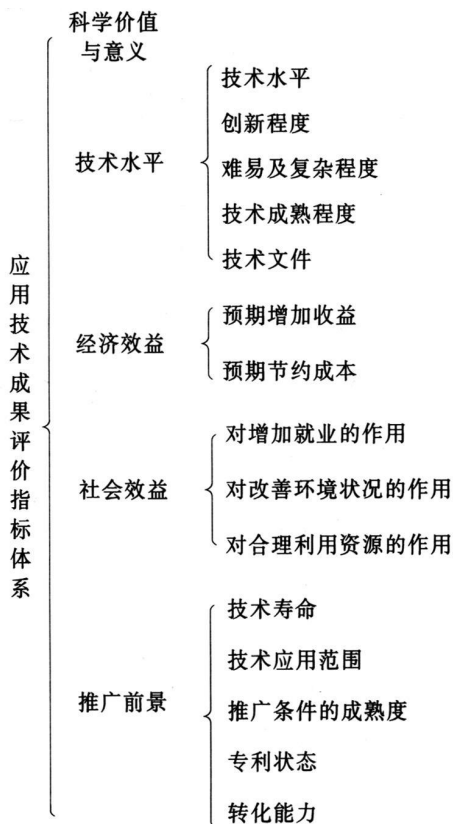 应用技术成果评价指标体系
科学价值
与意义
技术水平
技术水平
创新程度
难易及复杂程度
技术成熟程度
技术文件
经济效益
预期增加收益
预期节约成本
社会效益
对增加就业的作用
对改善环境状况的作用
对合理利用资源的作用
推广前景
技术寿命
技术应用范围
推广条件的成熟度
专利状态
转化能力